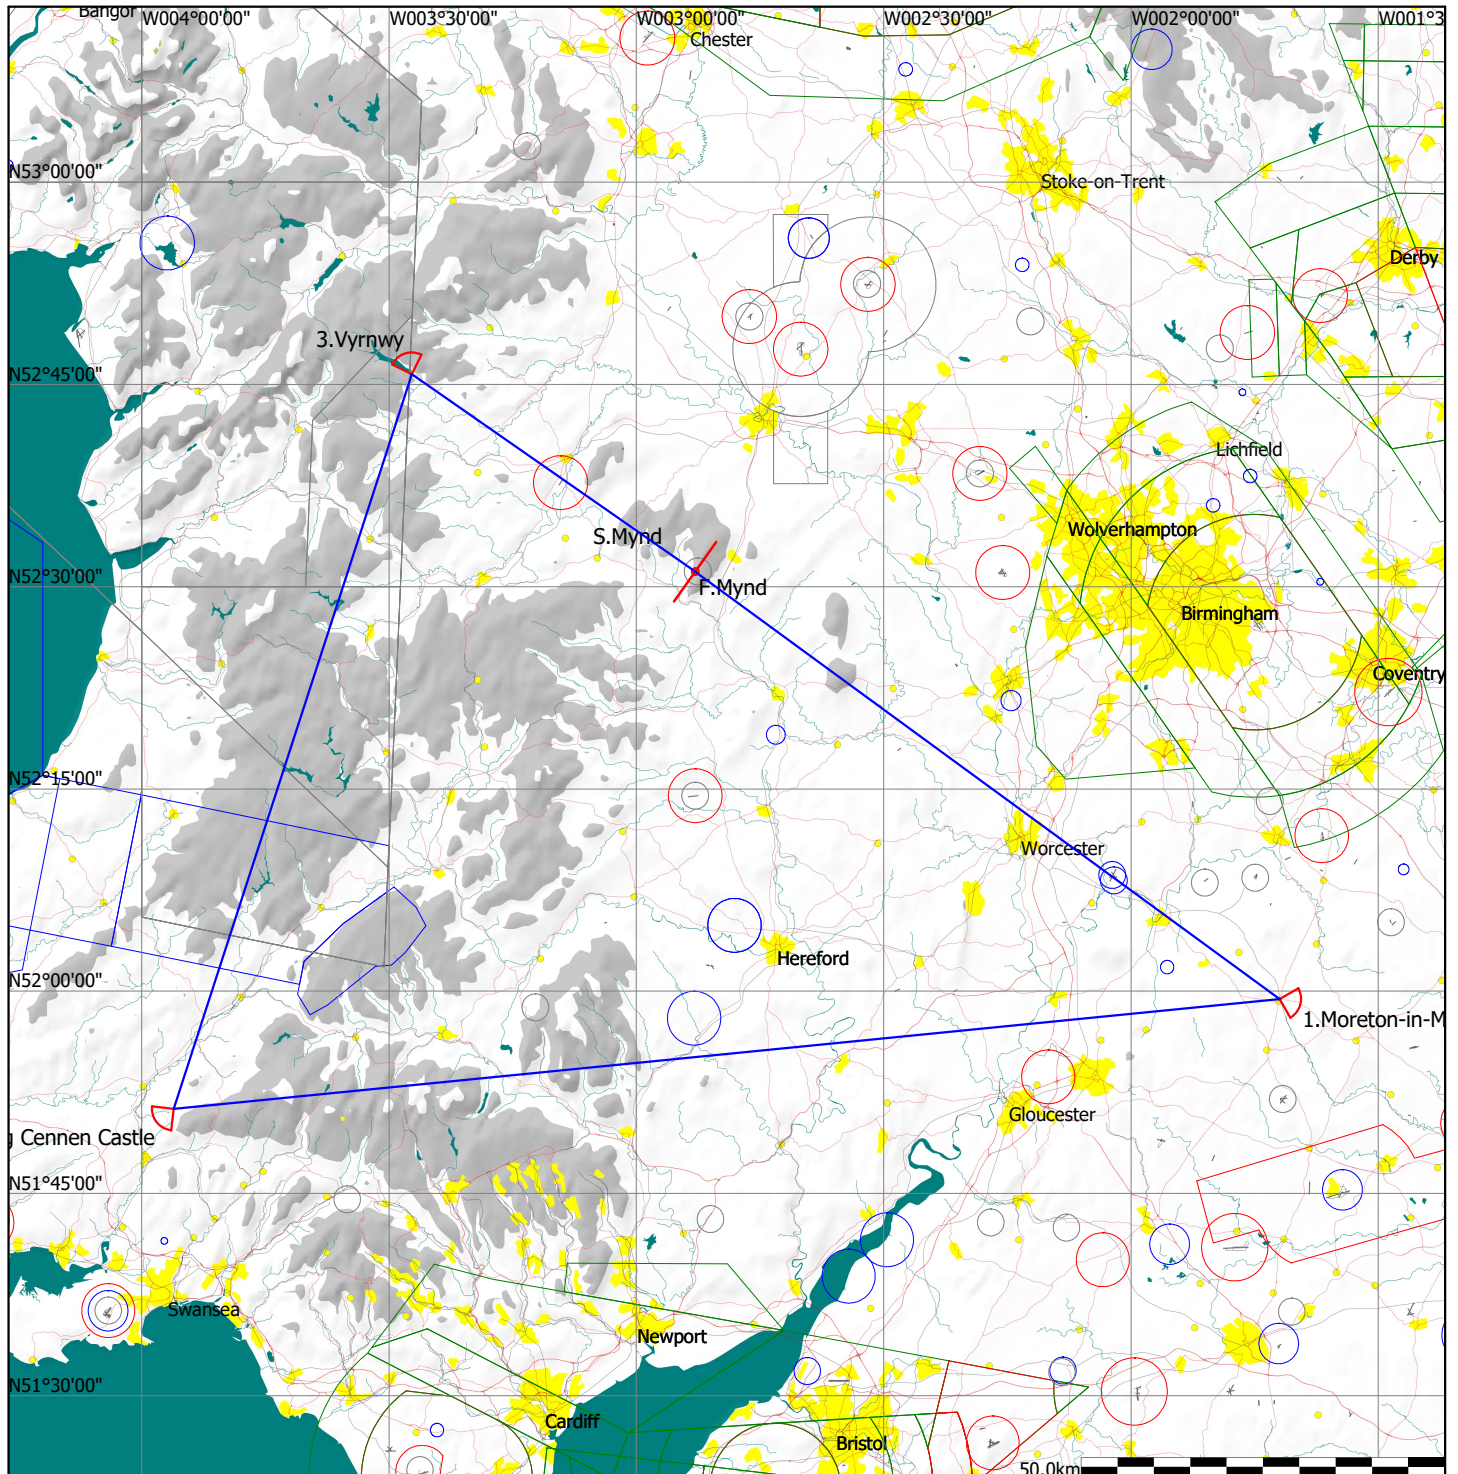 Bangor
W004°00'00"
W003°30'00"
W003°00'00"
W002°30'00"
W002°00'00"
W001°3
Chester
N53°00'00"
Stoke-on-Trent
Derby
3.Vyrnwy
N52°45'00"
Lichfield
S.Mynd
Wolverhampton
N52°30'00"
F.Mynd
Birmingham
Coventry
N52°15'00"
Worcester
Hereford
N52°00'00"
1.Moreton-in-M
Gloucester
g Cennen Castle
N51°45'00"
Swansea
Newport
N51°30'00"
Cardiff
Bristol
50.0km